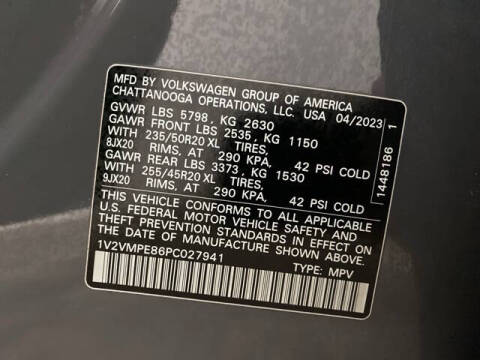 MFD BY VOLKSWAGEN GROUP OF AMERICA
CHATTANOOGA OPERATIONS, LLC. USA 04/2023
GVWR LBS 5798, KG 2630
GAWR FRONT LBS 2535, KG 1150
WITH 235/50R20 XL TIRES,
8JX20 RIMS, AT 290 KPA, 42 PSI COLD
GAWR REAR LBS 3373, KG 1530
WITH 255/45R20 XL TIRES,
9JX20 RIMS, AT 290 KPA, 42 PSI COLD
THIS VEHICLE CONFORMS TO ALL APPLICABLE
U.S. FEDERAL MOTOR VEHICLE SAFETY AND
THEFT PREVENTION STANDARDS IN EFFECT ON
THE DATE OF MANUFACTURE SHOWN ABOVE.
1V2VMPE86PC027941 TYPE: MPV
1448186 1